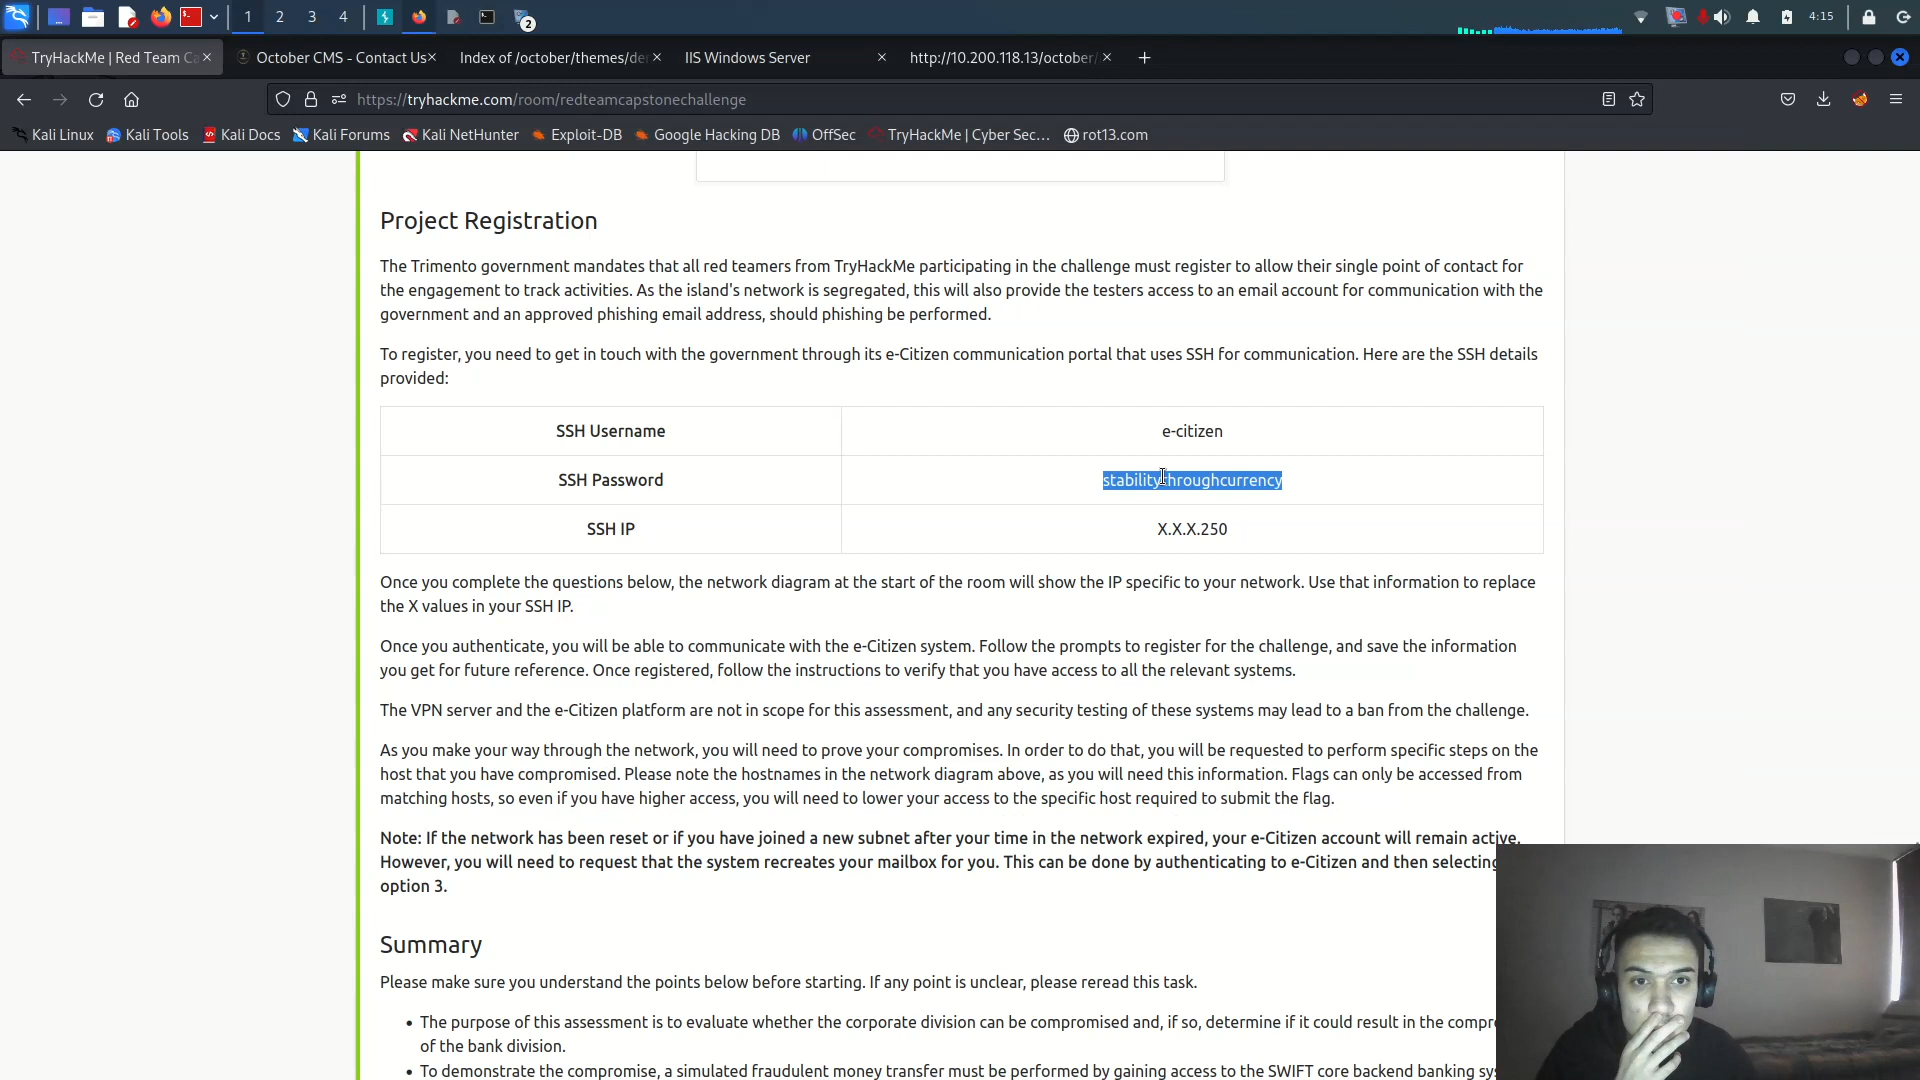 1 2 3 4 2 4:15
TryHackMe | Red Team Ca October CMS - Contact Us Index of /october/themes/de IIS Windows Server http://10.200.118.13/october/
https://tryhackme.com/room/redteamcapstonechallenge
Kali Linux Kali Tools Kali Docs Kali Forums Kali NetHunter Exploit-DB Google Hacking DB OffSec TryHackMe | Cyber Sec... rot13.com
Project Registration
The Trimento government mandates that all red teamers from TryHackMe participating in the challenge must register to allow their single point of contact for
the engagement to track activities. As the island's network is segregated, this will also provide the testers access to an email account for communication with the
government and an approved phishing email address, should phishing be performed.
To register, you need to get in touch with the government through its e-Citizen communication portal that uses SSH for communication. Here are the SSH details
provided:
SSH Username e-citizen
SSH Password stabilitythroughcurrency
SSH IP X.X.X.250
Once you complete the questions below, the network diagram at the start of the room will show the IP specific to your network. Use that information to replace
the X values in your SSH IP.
Once you authenticate, you will be able to communicate with the e-Citizen system. Follow the prompts to register for the challenge, and save the information
you get for future reference. Once registered, follow the instructions to verify that you have access to all the relevant systems.
The VPN server and the e-Citizen platform are not in scope for this assessment, and any security testing of these systems may lead to a ban from the challenge.
As you make your way through the network, you will need to prove your compromises. In order to do that, you will be requested to perform specific steps on the
host that you have compromised. Please note the hostnames in the network diagram above, as you will need this information. Flags can only be accessed from
matching hosts, so even if you have higher access, you will need to lower your access to the specific host required to submit the flag.
Note: If the network has been reset or if you have joined a new subnet after your time in the network expired, your e-Citizen account will remain active.
However, you will need to request that the system recreates your mailbox for you. This can be done by authenticating to e-Citizen and then selecting
option 3.
Summary
Please make sure you understand the points below before starting. If any point is unclear, please reread this task.
• The purpose of this assessment is to evaluate whether the corporate division can be compromised and, if so, determine if it could result in the compr
of the bank division.
• To demonstrate the compromise, a simulated fraudulent money transfer must be performed by gaining access to the SWIFT core backend banking sy